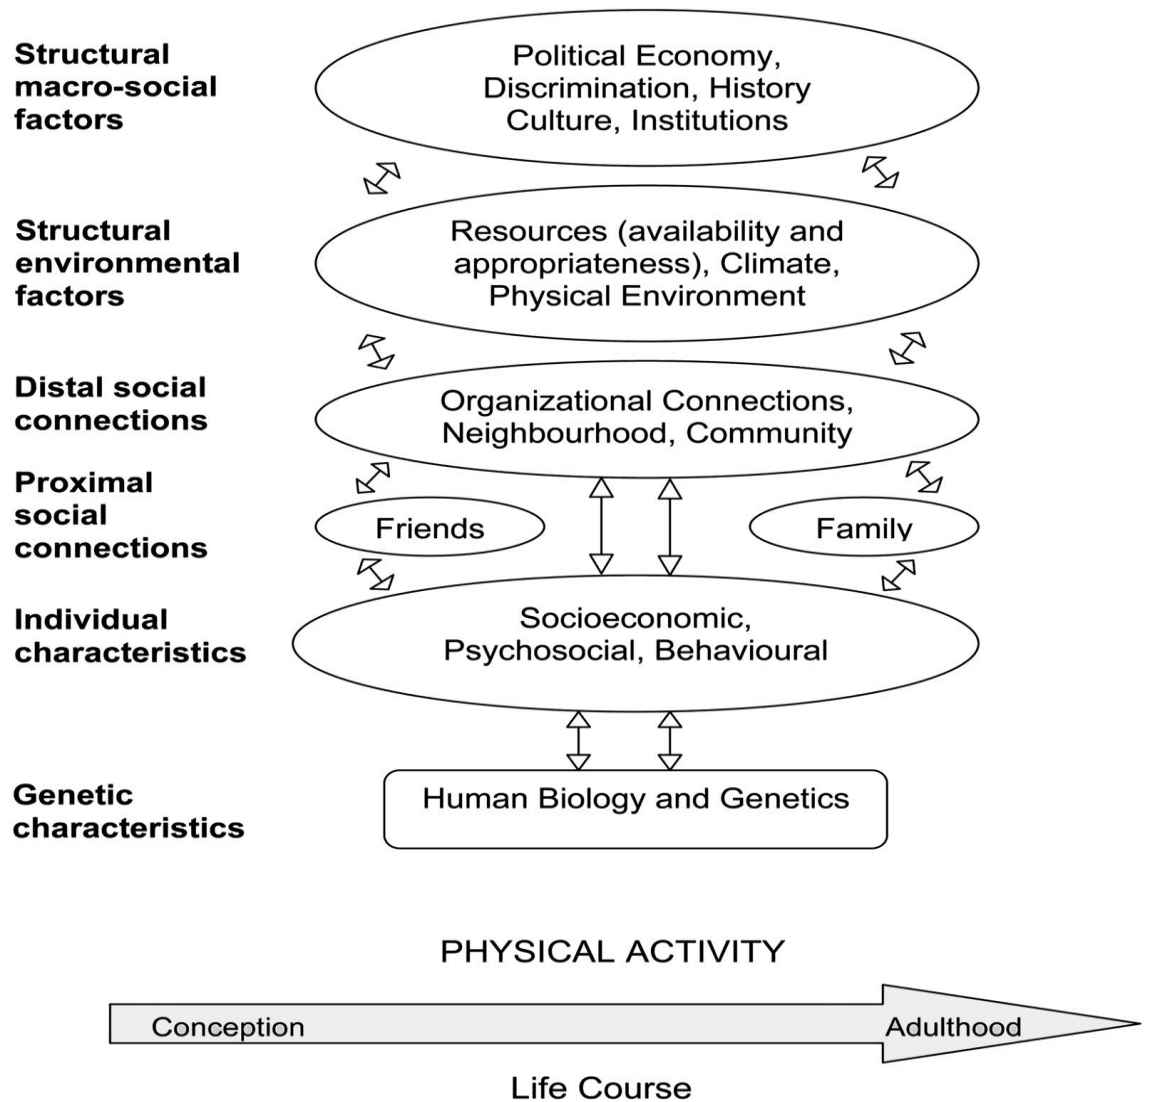 Structural
macro-social
factors
Political Economy,
Discrimination, History
Culture, Institutions
Structural
environmental
factors
Resources (availability and
appropriateness), Climate,
Physical Environment
Distal social
connections
Organizational Connections,
Neighbourhood, Community
Proximal
social
connections
Friends
Family
Individual
characteristics
Socioeconomic,
Psychosocial, Behavioural
Genetic
characteristics
Human Biology and Genetics
PHYSICAL ACTIVITY
Conception
Adulthood
Life Course